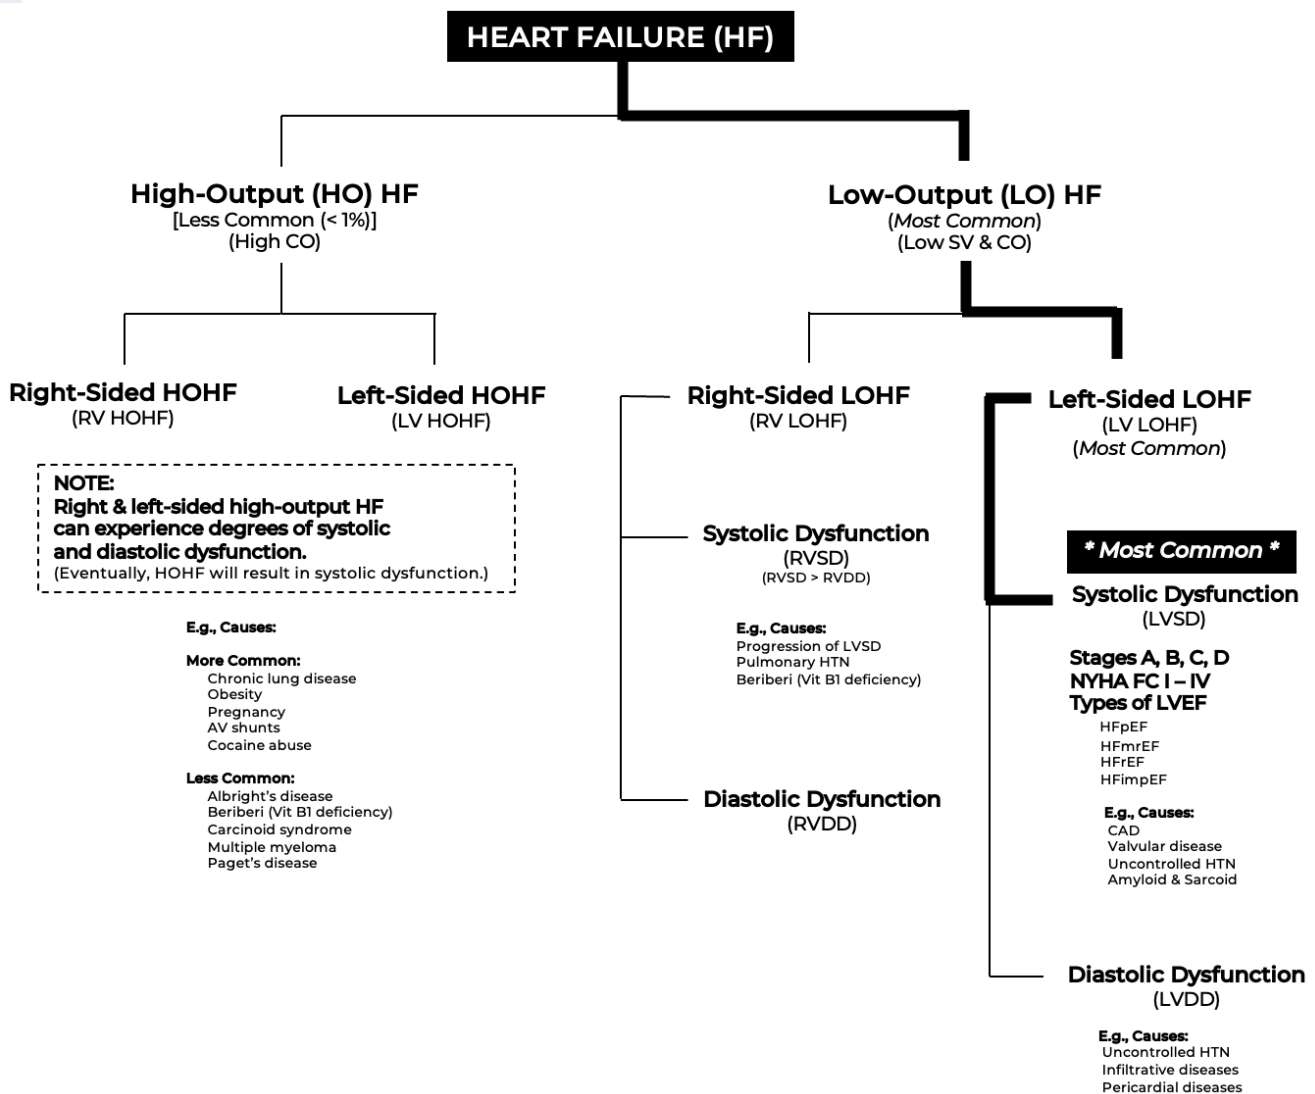 HEART FAILURE (HF)
High-Output (HO) HF
[Less Common (< 1%)]
(High CO)
Low-Output (LO) HF
(Most Common)
(Low SV & CO)
Right-Sided HOHF
(RV HOHF)
Left-Sided HOHF
(LV HOHF)
Right-Sided LOHF
(RV LOHF)
Left-Sided LOHF
(LV LOHF)
(Most Common)
NOTE:
Right & left-sided high-output HF
can experience degrees of systolic
and diastolic dysfunction.
(Eventually, HOHF will result in systolic dysfunction.)
E.g., Causes:
More Common:
Chronic lung disease
Obesity
Pregnancy
AV shunts
Cocaine abuse
Less Common:
Albright's disease
Beriberi (Vit B1 deficiency)
Carcinoid syndrome
Multiple myeloma
Paget's disease
Systolic Dysfunction
(RVSD)
(RVSD > RVDD)
E.g., Causes:
Progression of LVSD
Pulmonary HTN
Beriberi (Vit B1 deficiency)
Diastolic Dysfunction
(RVDD)
* Most Common *
Systolic Dysfunction
(LVSD)
Stages A, B, C, D
NYHA FC I – IV
Types of LVEF
HFpEF
HFmrEF
HFrEF
HFimpEF
E.g., Causes:
CAD
Valvular disease
Uncontrolled HTN
Amyloid & Sarcoid
Diastolic Dysfunction
(LVDD)
E.g., Causes:
Uncontrolled HTN
Infiltrative diseases
Pericardial diseases